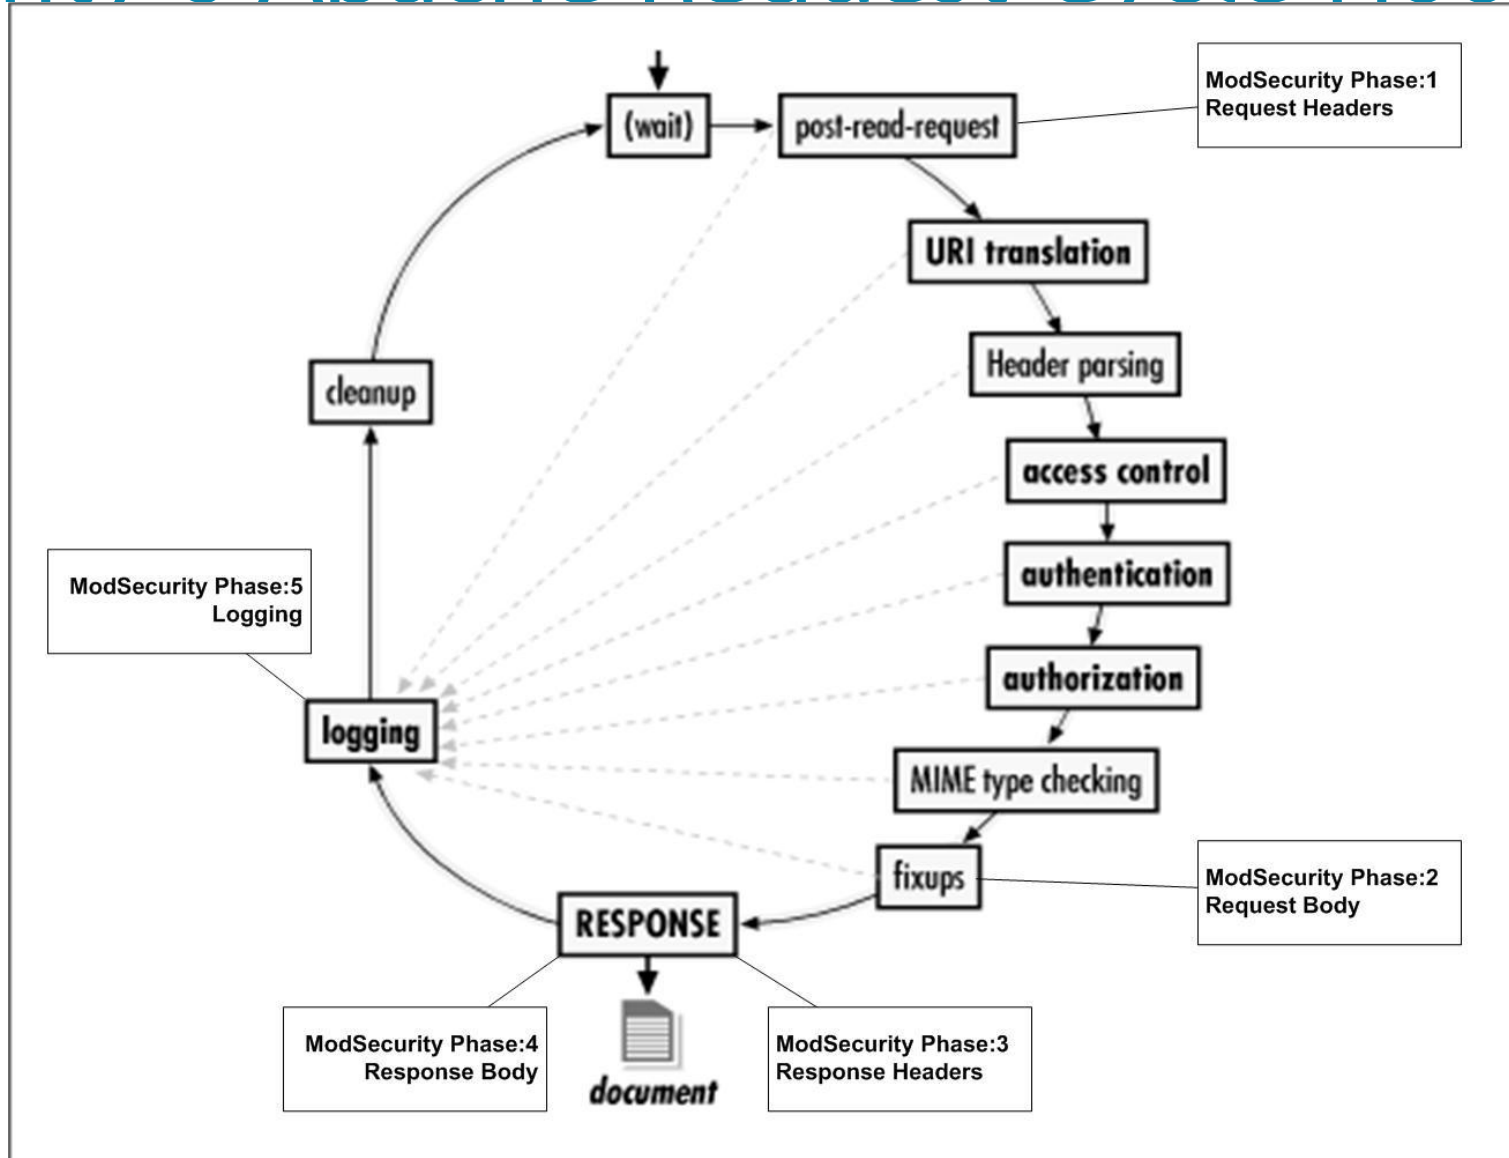 (wait)
post-read-request
ModSecurity Phase:1
Request Headers
URI translation
Header parsing
cleanup
access control
authentication
ModSecurity Phase:5
Logging
authorization
logging
MIME type checking
fixups
ModSecurity Phase:2
Request Body
RESPONSE
ModSecurity Phase:4
Response Body
document
ModSecurity Phase:3
Response Headers